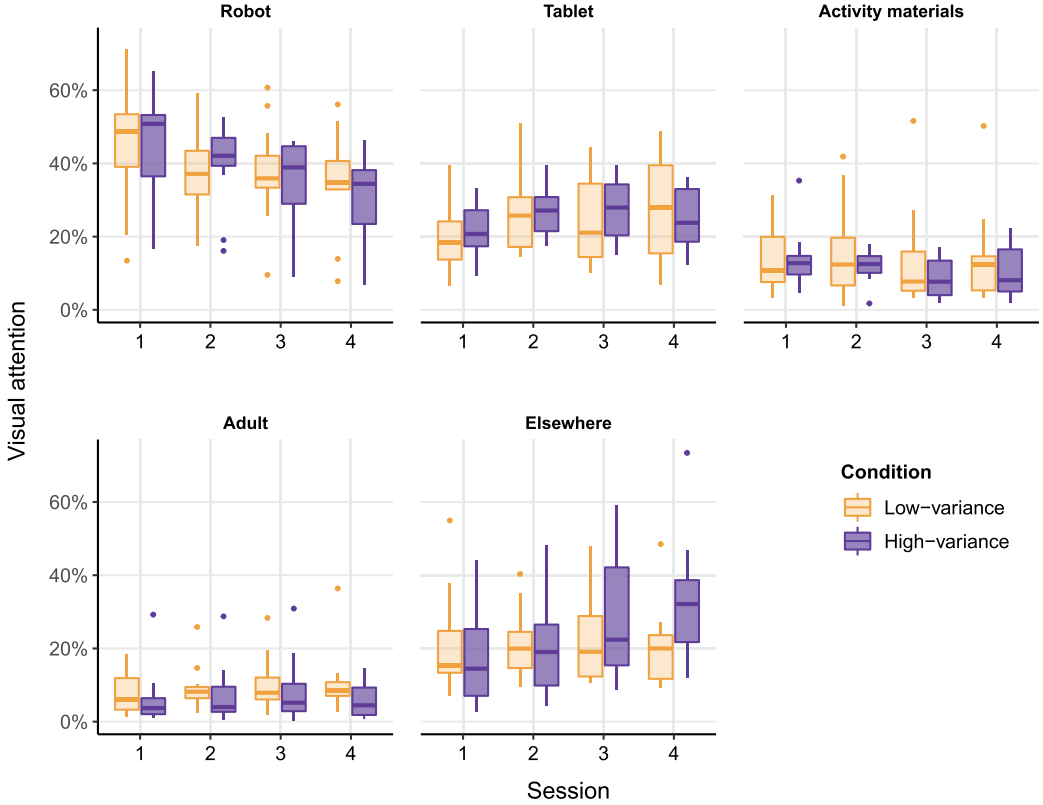 Robot Tablet Activity materials
60%
40%
20%
0%
1 2 3 4 1 2 3 4 1 2 3 4
Visual attention
Adult Elsewhere
60%
40%
20%
0%
1 2 3 4 1 2 3 4
Condition
Low−variance
High−variance
Session